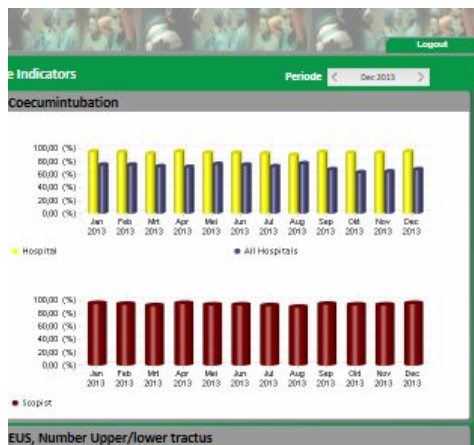 Logout
e Indicators
Periode < Dec 2013 >
Coecumintubation
100,00 (%)
80,00 (%)
60,00 (%)
40,00 (%)
20,00 (%)
0,00 (%)
Jan Feb Mrt Apr Mei Jun Jul Aug Sep Okt Nov Dec
2013 2013 2013 2013 2013 2013 2013 2013 2013 2013 2013 2013
Hospital All Hospitals
100,00 (%)
80,00 (%)
60,00 (%)
40,00 (%)
20,00 (%)
0,00 (%)
Jan Feb Mrt Apr Mei Jun Jul Aug Sep Okt Nov Dec
2013 2013 2013 2013 2013 2013 2013 2013 2013 2013 2013 2013
Scopist
EUS, Number Upper/lower tractus